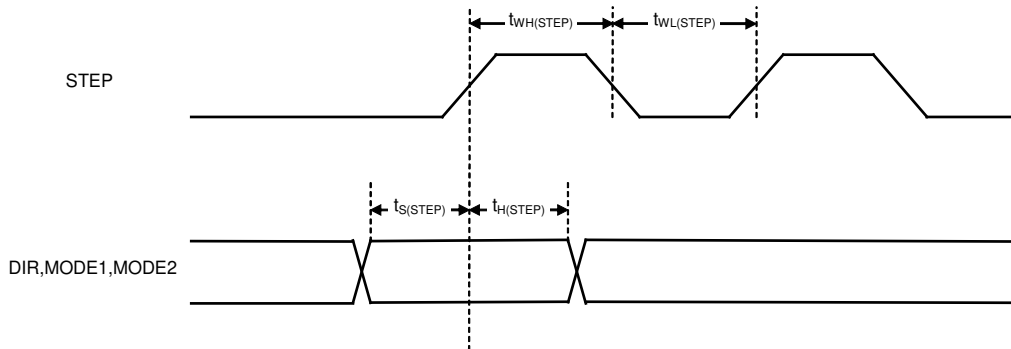 tWH(STEP) tWL(STEP)
STEP
tS(STEP) tH(STEP)
DIR,MODE1,MODE2